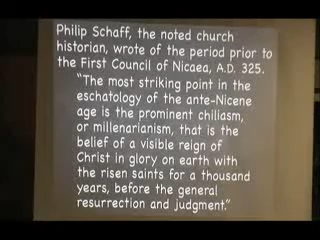 Philip Schaff, the noted church
historian, wrote of the period prior to
the First Council of Nicaea, A.D. 325.
"The most striking point in the
eschatology of the ante-Nicene
age is the prominent chiliasm,
or millenarianism, that is the
belief of a visible reign of
Christ in glory on earth with
the risen saints for a thousand
years, before the general
resurrection and judgment."